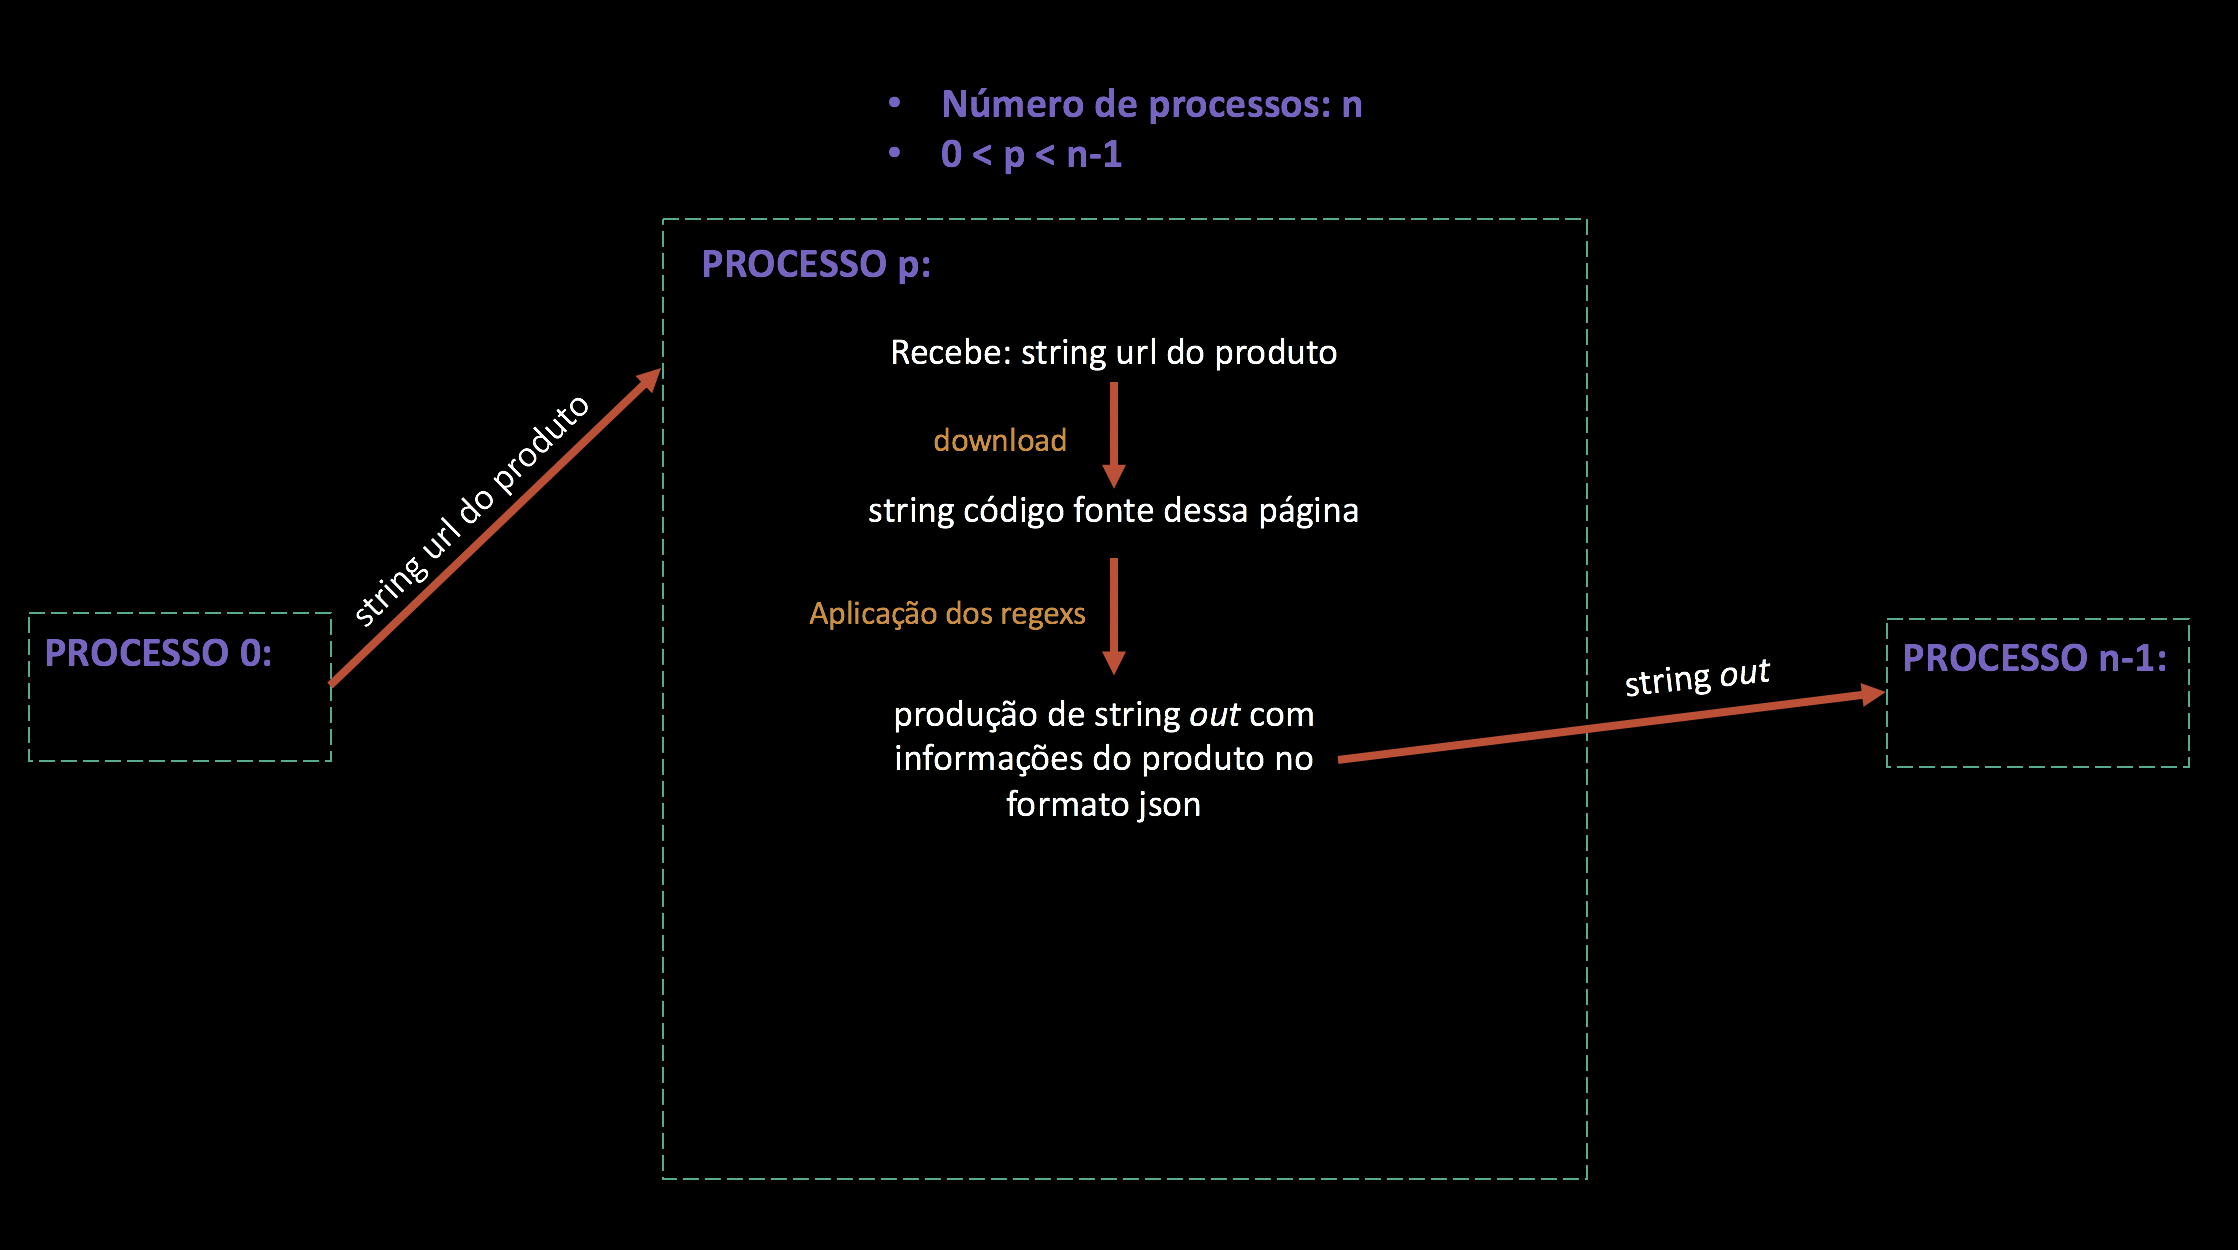 • Número de processos: n
• 0 < p < n-1
PROCESSO p:
Recebe: string url do produto
download
string código fonte dessa página
Aplicação dos regexs
produção de string out com
informações do produto no
formato json
string url do produto
PROCESSO 0:
string out
PROCESSO n-1: